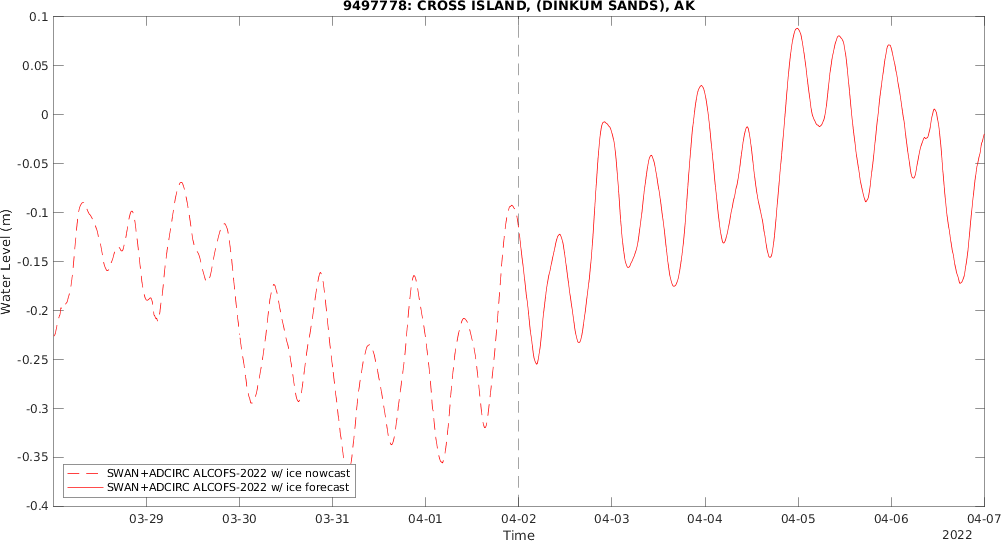 9497778: CROSS ISLAND, (DINKUM SANDS), AK
0.1
0.05
0
-0.05
-0.1
-0.15
-0.2
-0.25
-0.3
-0.35
-0.4
Water Level (m)
SWAN+ADCIRC ALCOFS-2022 w/ ice nowcast
SWAN+ADCIRC ALCOFS-2022 w/ ice forecast
03-29 03-30 03-31 04-01 04-02 04-03 04-04 04-05 04-06 04-07
Time
2022